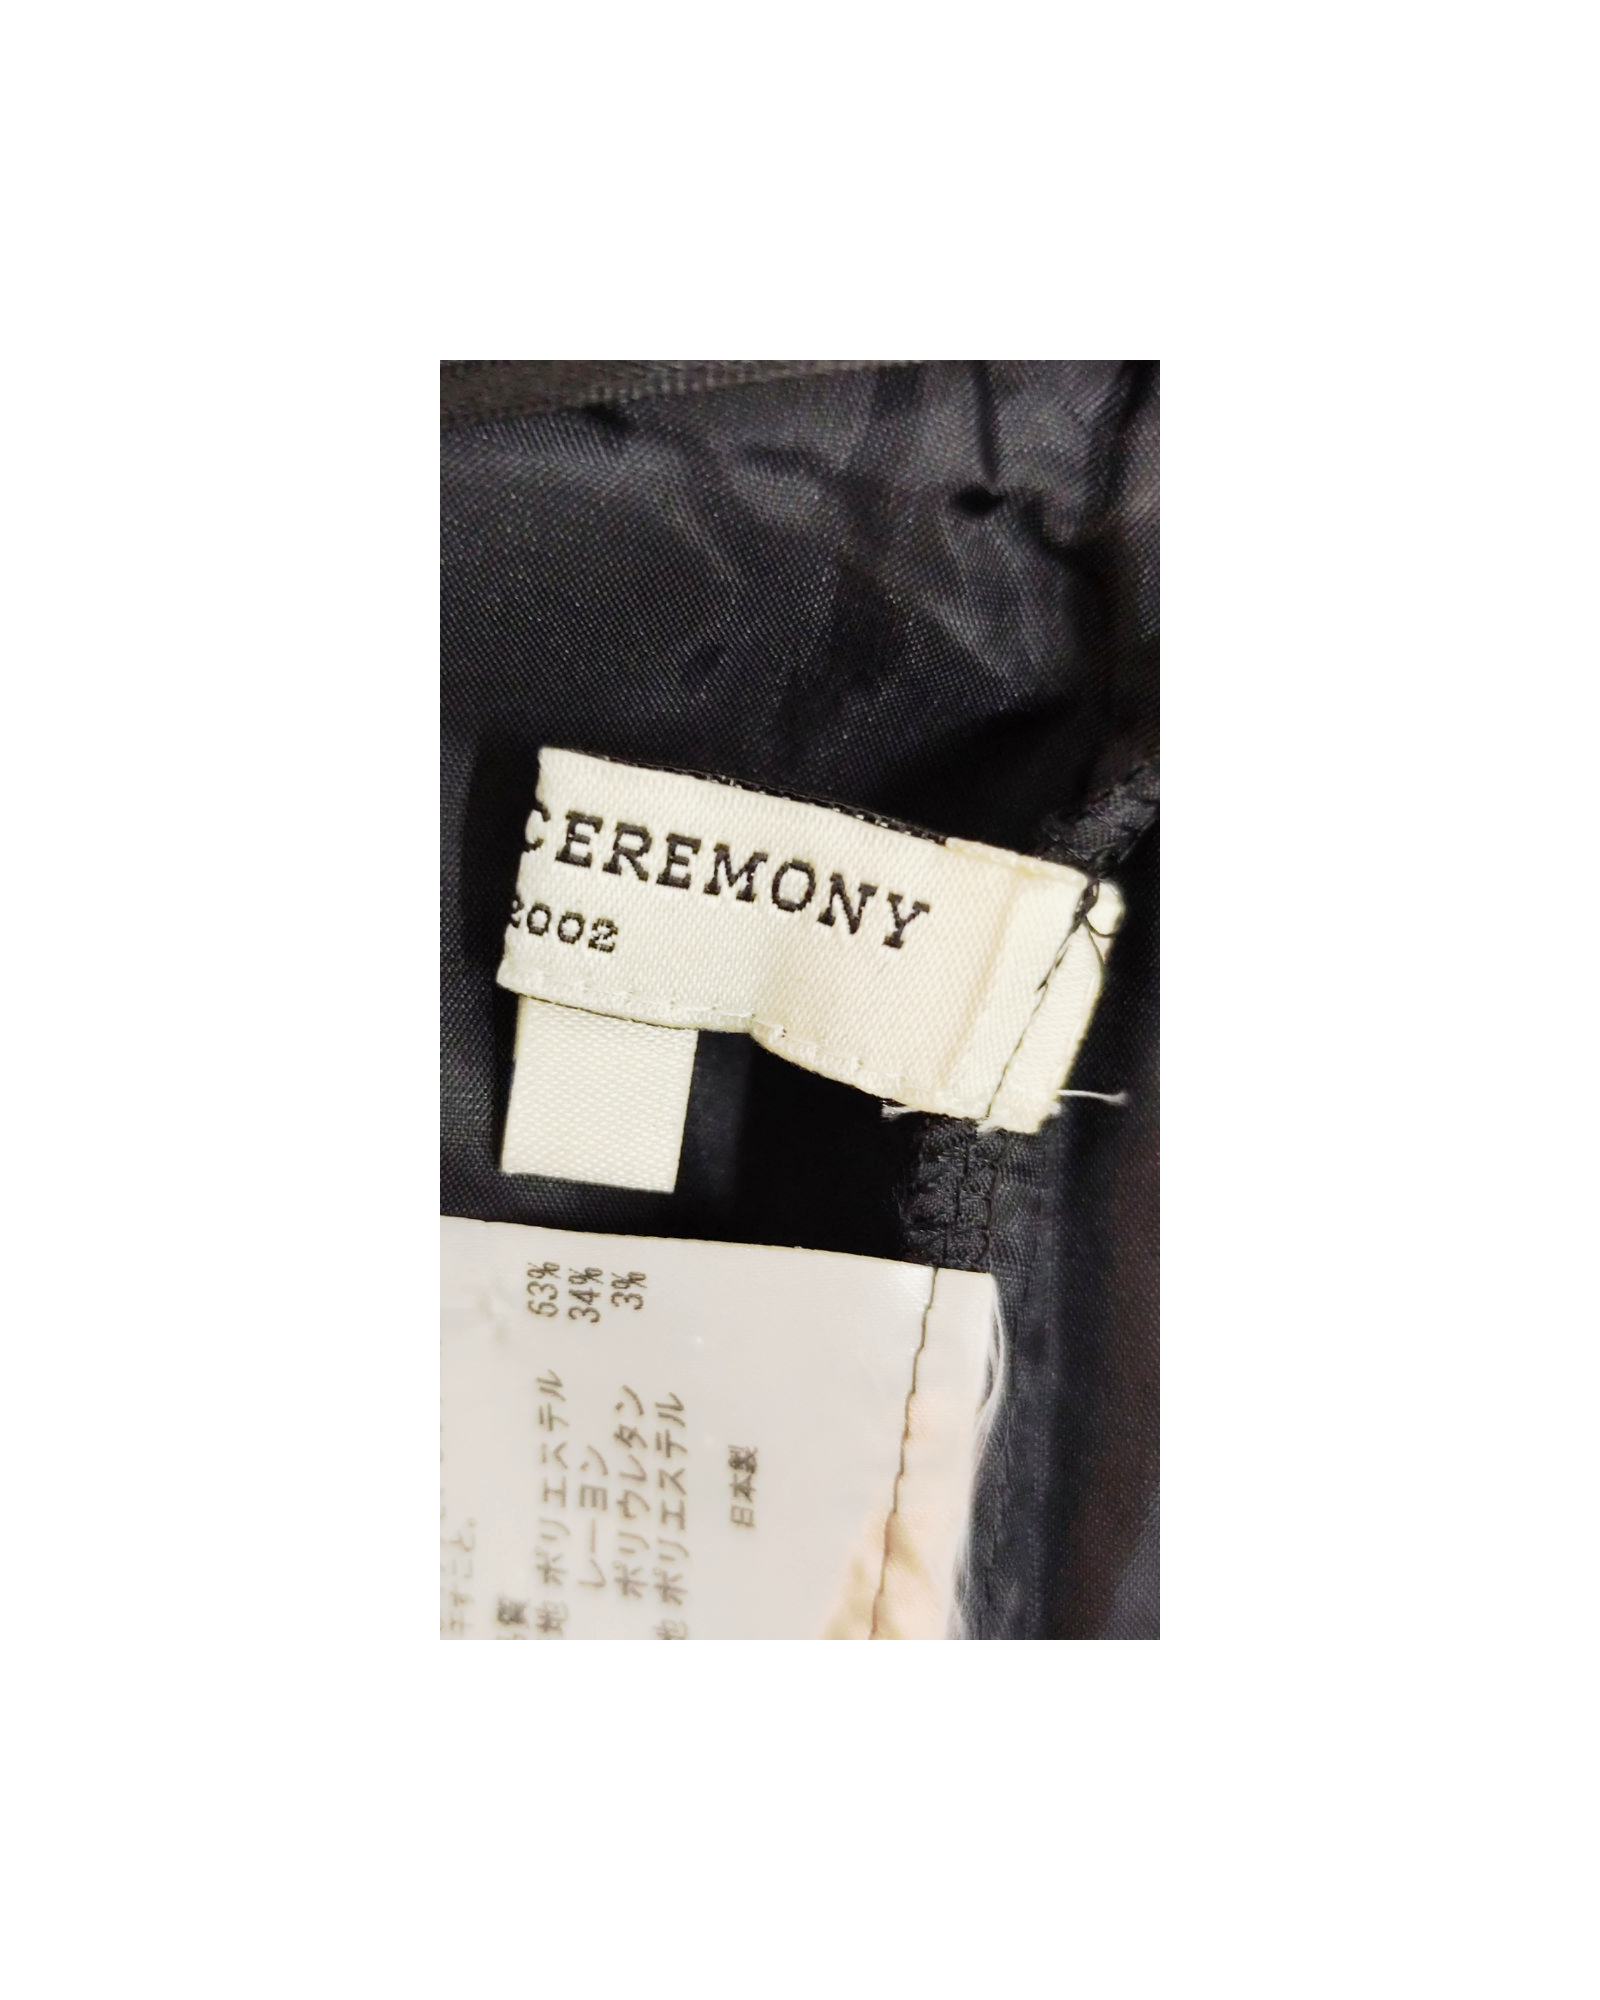 CEREMONY
2002
63%
34%
3%
ポリエステル
レーヨン
ポリウレタン
地 ポリエステル
日本製